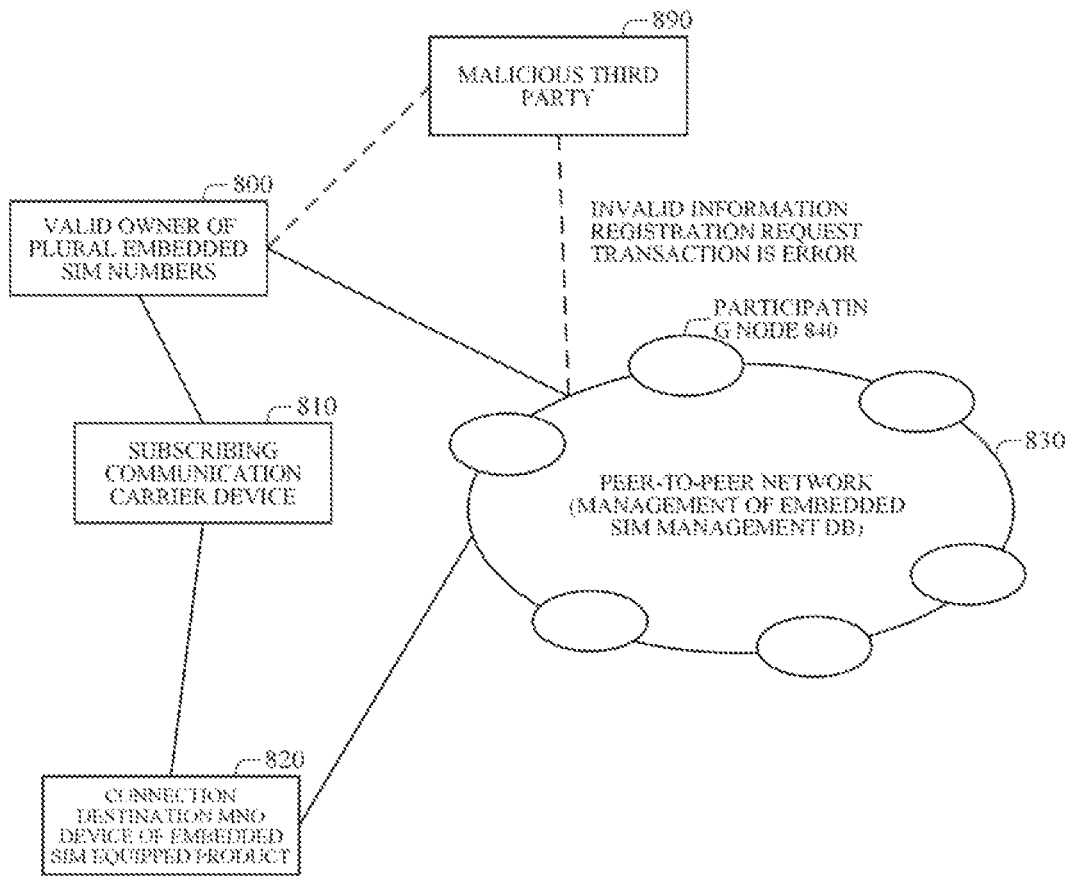 890
MALICIOUS THIRD
PARTY
800
VALID OWNER OF
PLURAL EMBEDDED
SIM NUMBERS
INVALID INFORMATION
REGISTRATION REQUEST
TRANSACTION IS ERROR
PARTICIPATIN
G NODE 840
810
SUBSCRIBING
COMMUNICATION
CARRIER DEVICE
830
PEER-TO-PEER NETWORK
(MANAGEMENT OF EMBEDDED
SIM MANAGEMENT DB)
820
CONNECTION
DESTINATION MNO
DEVICE OF EMBEDDED
SIM EQUIPPED PRODUCT